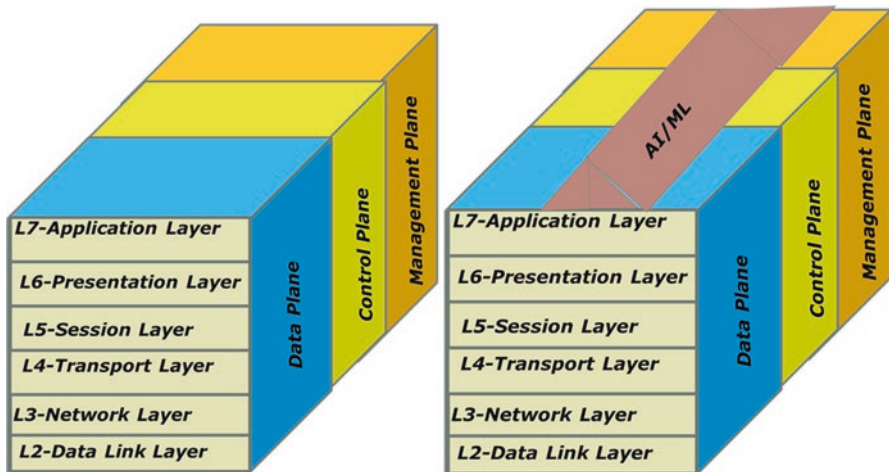 L7-Application Layer
L6-Presentation Layer
L5-Session Layer
L4-Transport Layer
L3-Network Layer
L2-Data Link Layer
Data Plane
Control Plane
Management Plane
AI/ML
L7-Application Layer
L6-Presentation Layer
L5-Session Layer
L4-Transport Layer
L3-Network Layer
L2-Data Link Layer
Data Plane
Control Plane
Management Plane